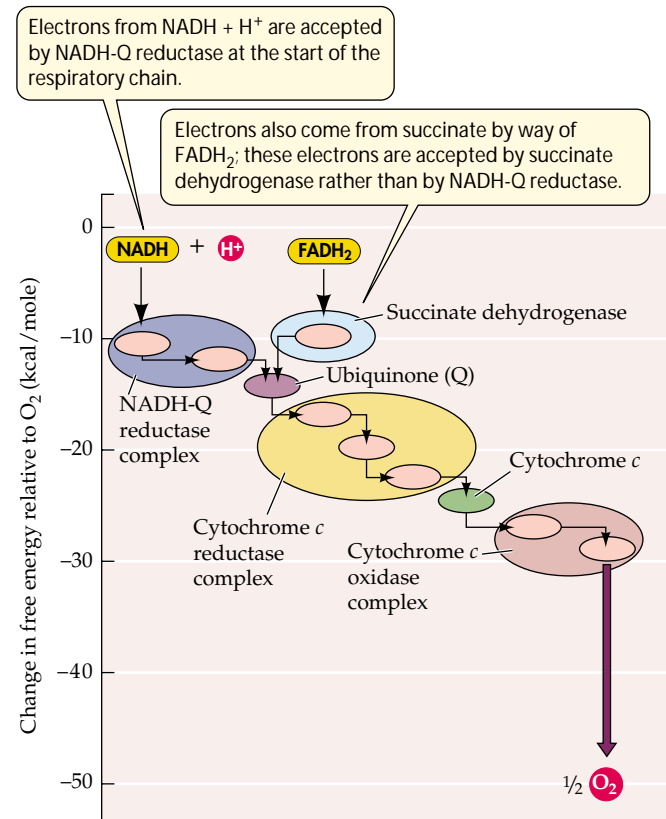 Electrons from NADH + H⁺ are accepted
by NADH-Q reductase at the start of the
respiratory chain.
Electrons also come from succinate by way of
FADH₂; these electrons are accepted by succinate
dehydrogenase rather than by NADH-Q reductase.
Change in free energy relative to O₂ (kcal/mole)
0
NADH + H⁺
FADH₂
Succinate dehydrogenase
–10
Ubiquinone (Q)
NADH-Q
reductase
complex
–20
Cytochrome c
Cytochrome c
reductase
complex
Cytochrome c
oxidase
complex
–30
–40
–50
½ O₂